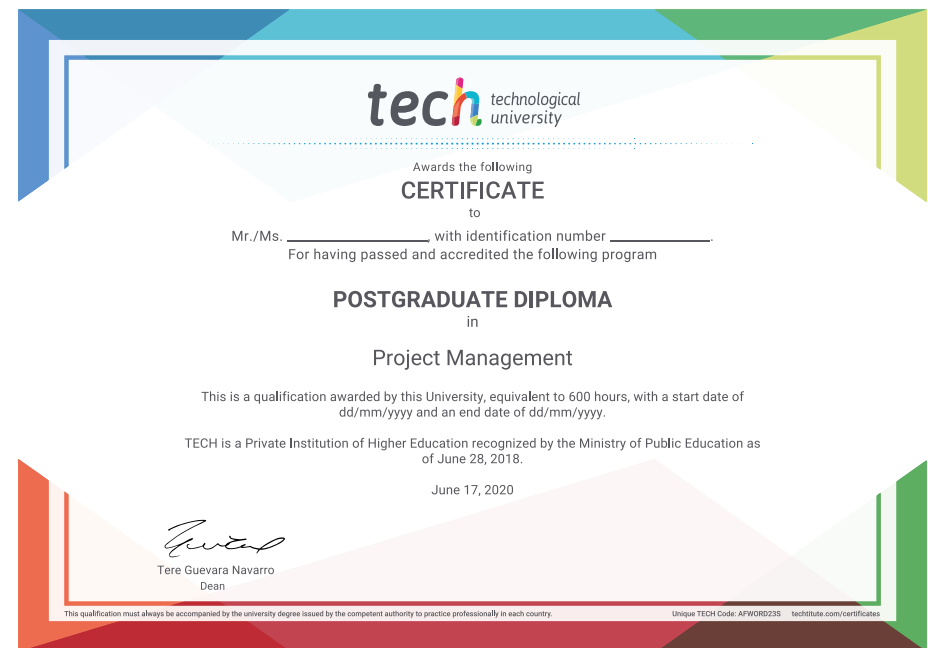 tech technological
university
Awards the following
CERTIFICATE
to
Mr./Ms. ____________________, with identification number ______________.
For having passed and accredited the following program
POSTGRADUATE DIPLOMA
in
Project Management
This is a qualification awarded by this University, equivalent to 600 hours, with a start date of
dd/mm/yyyy and an end date of dd/mm/yyyy.
TECH is a Private Institution of Higher Education recognized by the Ministry of Public Education as
of June 28, 2018.
June 17, 2020
Tere Guevara Navarro
Dean
This qualification must always be accompanied by the university degree issued by the competent authority to practice professionally in each country.
Unique TECH Code: AFWORD23S techtitute.com/certificates